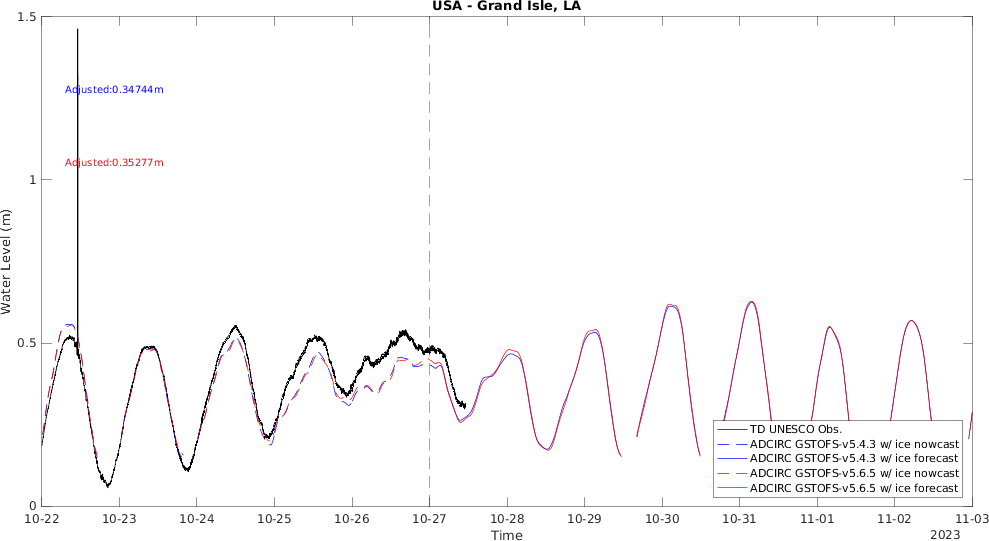 USA - Grand Isle, LA
1.5
Adjusted:0.34744m
Adjusted:0.35277m
1
Water Level (m)
0.5
0
TD UNESCO Obs.
ADCIRC GSTOFS-v5.4.3 w/ ice nowcast
ADCIRC GSTOFS-v5.4.3 w/ ice forecast
ADCIRC GSTOFS-v5.6.5 w/ ice nowcast
ADCIRC GSTOFS-v5.6.5 w/ ice forecast
10-22 10-23 10-24 10-25 10-26 10-27 10-28 10-29 10-30 10-31 11-01 11-02 11-03
Time
2023